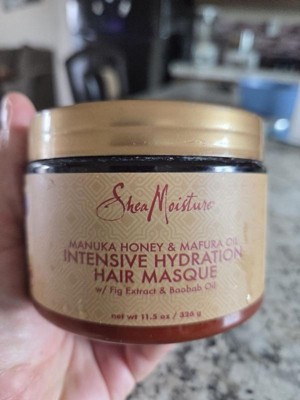 SheaMoisture
MANUKA HONEY & MAFURA OIL
INTENSIVE HYDRATION
HAIR MASQUE
w/ Fig Extract & Baobab Oil
net wt 11.5 oz / 326 g